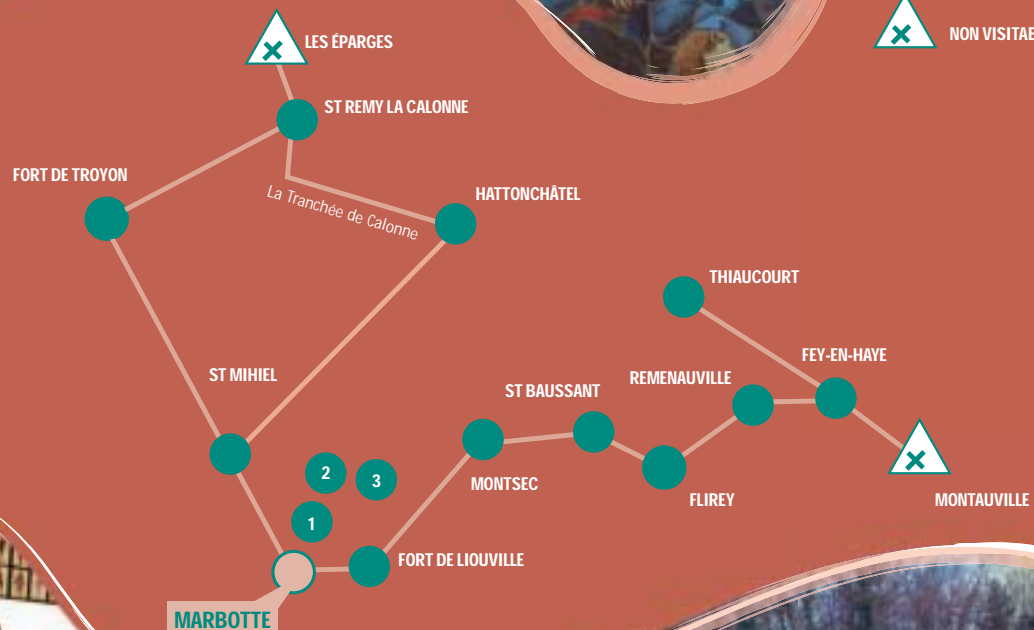 LES ÉPARGES
NON VISITAB
ST REMY LA CALONNE
FORT DE TROYON
La Tranchée de Calonne
HATTONCHÂTEL
THIAUCOURT
FEY-EN-HAYE
ST MIHIEL
REMENAUVILLE
ST BAUSSANT
2
3
MONTSEC
FLIREY
MONTAUVILLE
1
FORT DE LIOUVILLE
MARBOTTE